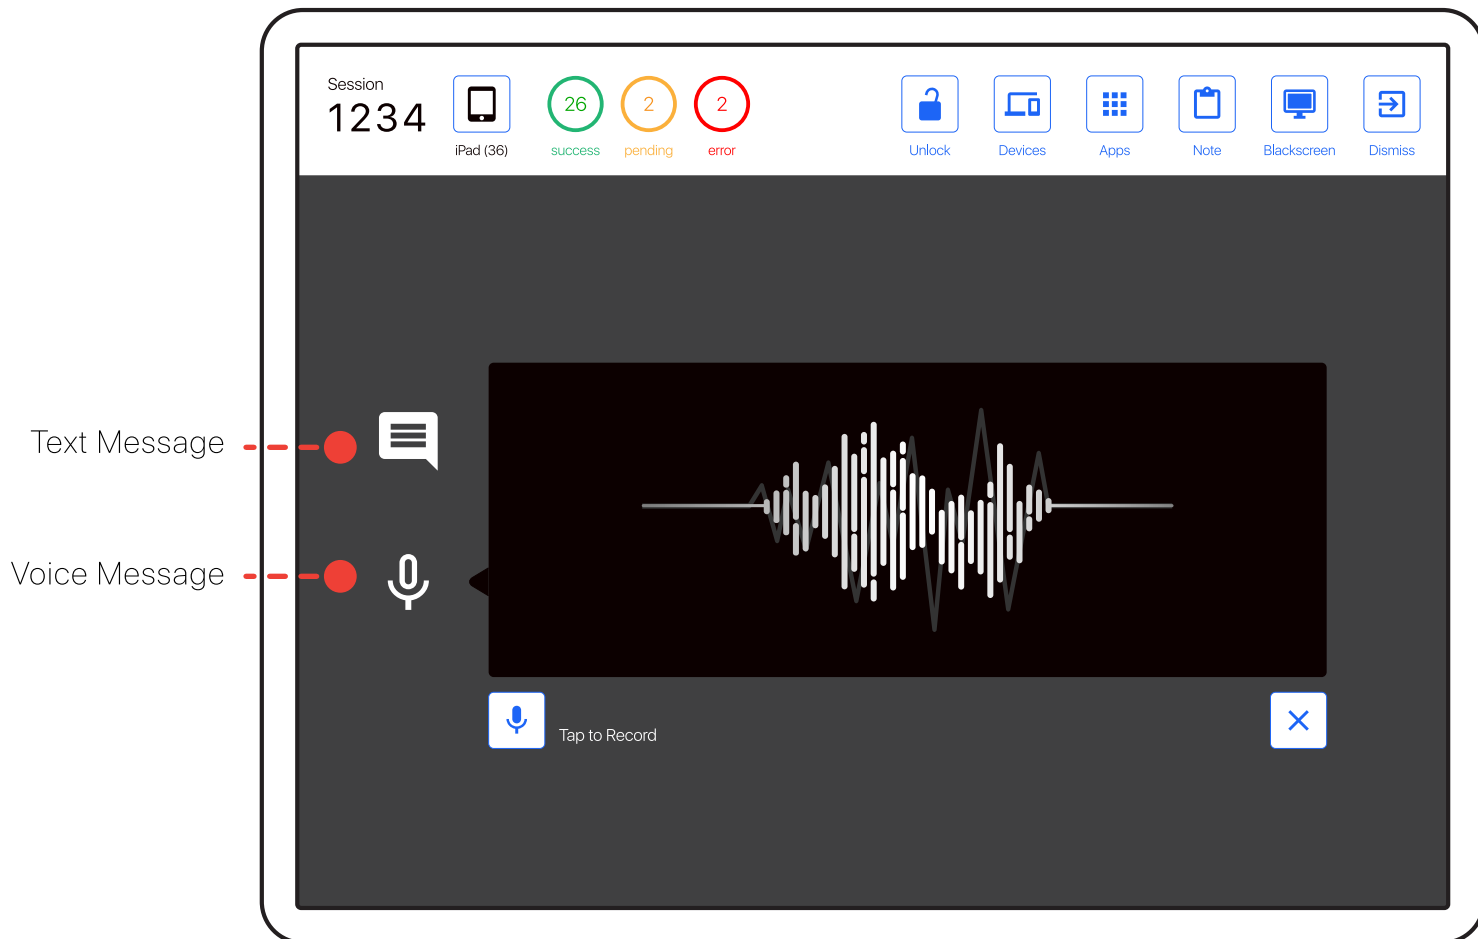 Session
1234
iPad (36)
26
success
2
pending
2
error
Unlock
Devices
Apps
Note
Blackscreen
Dismiss
Text Message
Voice Message
Tap to Record